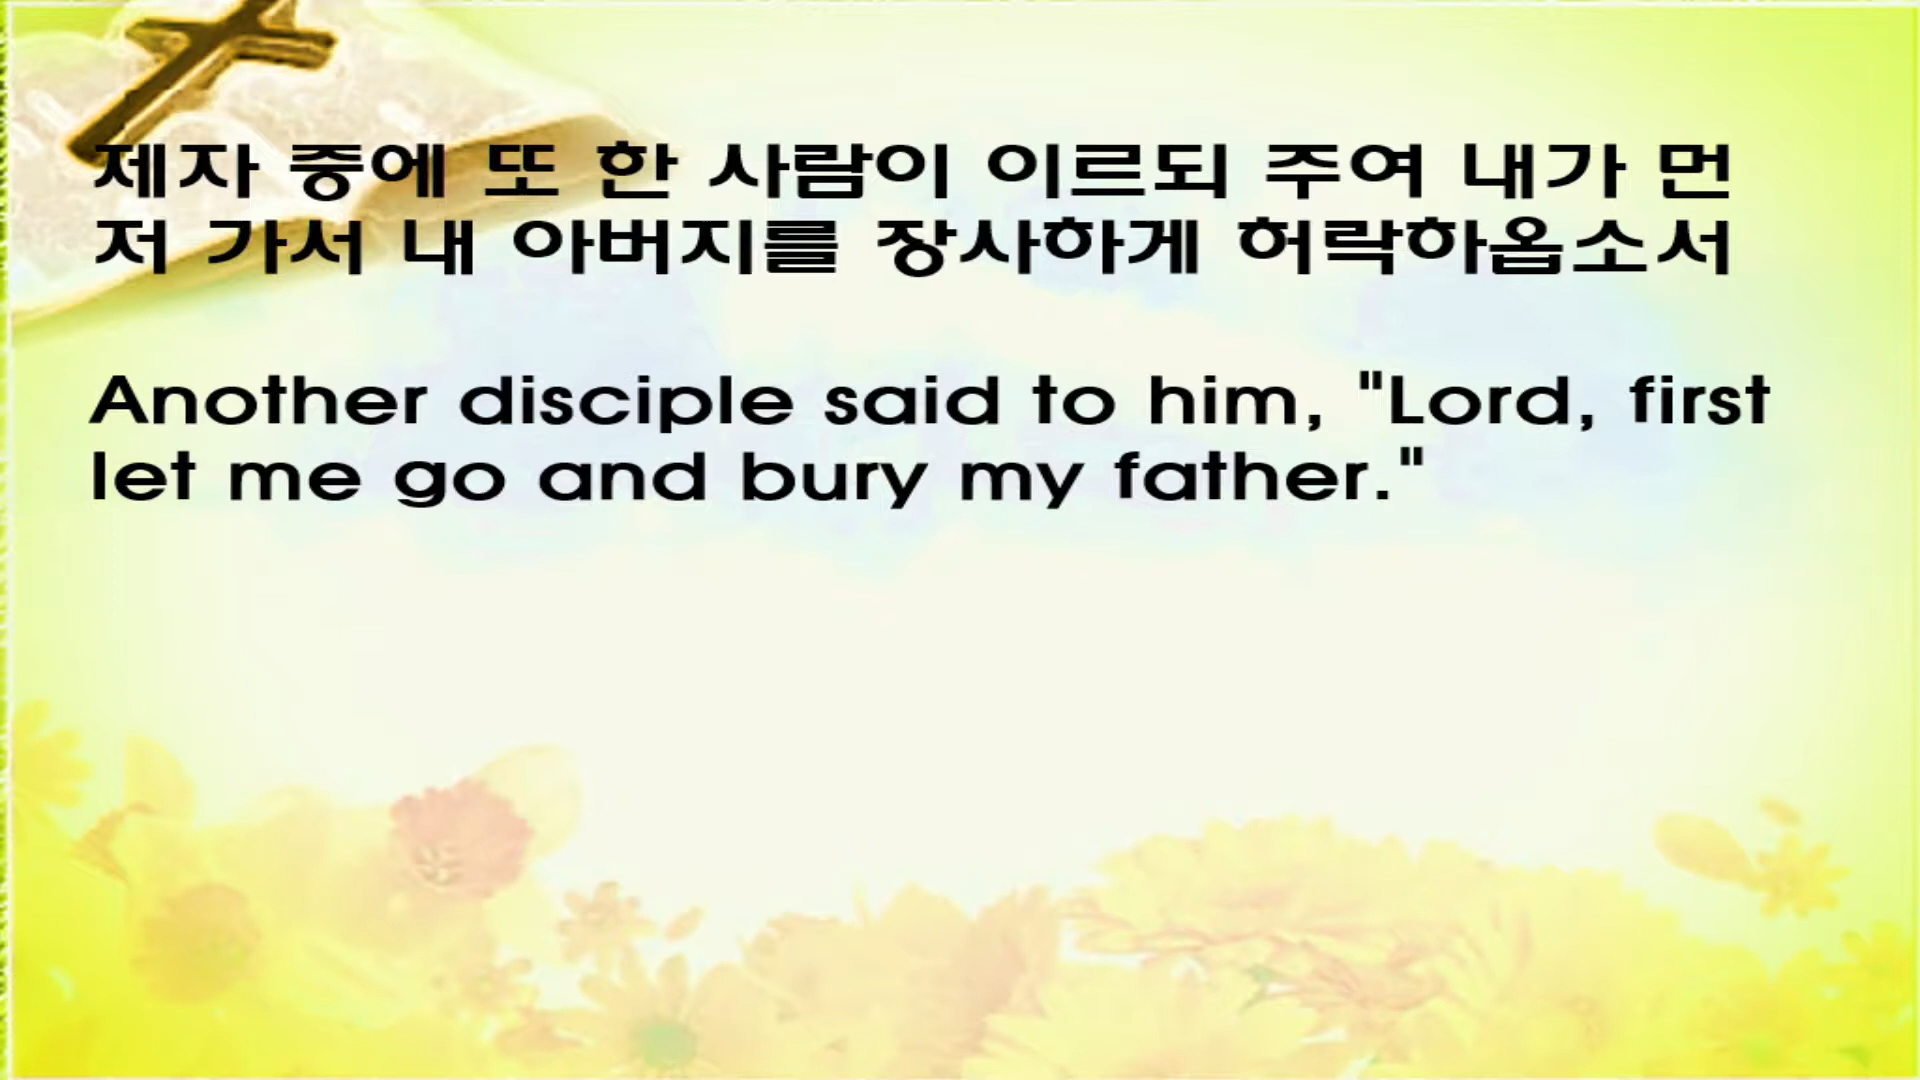 제자 중에 또 한 사람이 이르되 주여 내가 먼
저 가서 내 아버지를 장사하게 허락하옵소서
Another disciple said to him, "Lord, first
let me go and bury my father."